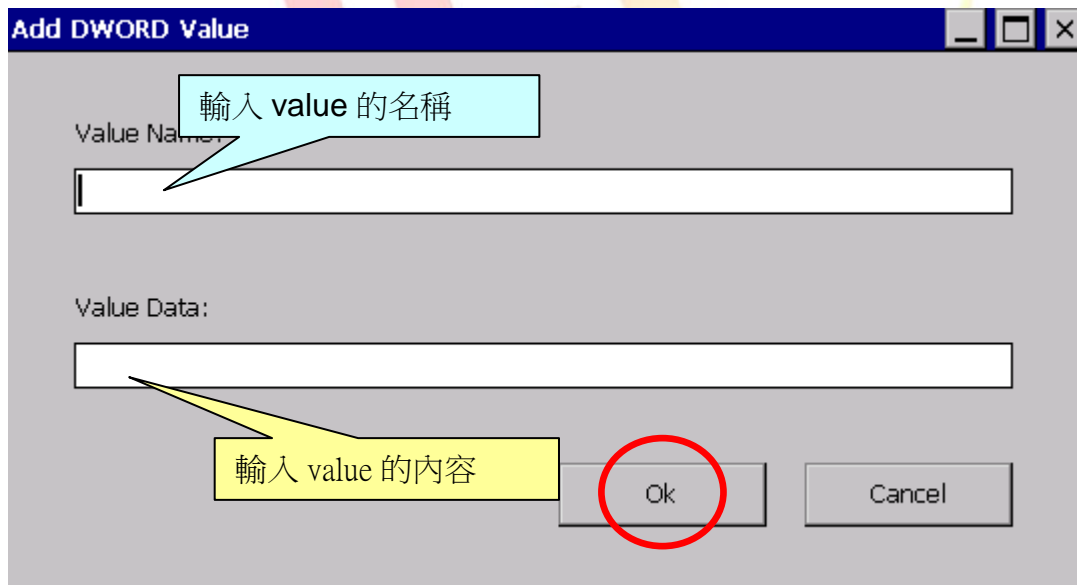 Add DWORD Value
輸入 value 的名稱
Value Name:
Value Data:
輸入 value 的內容
Ok
Cancel